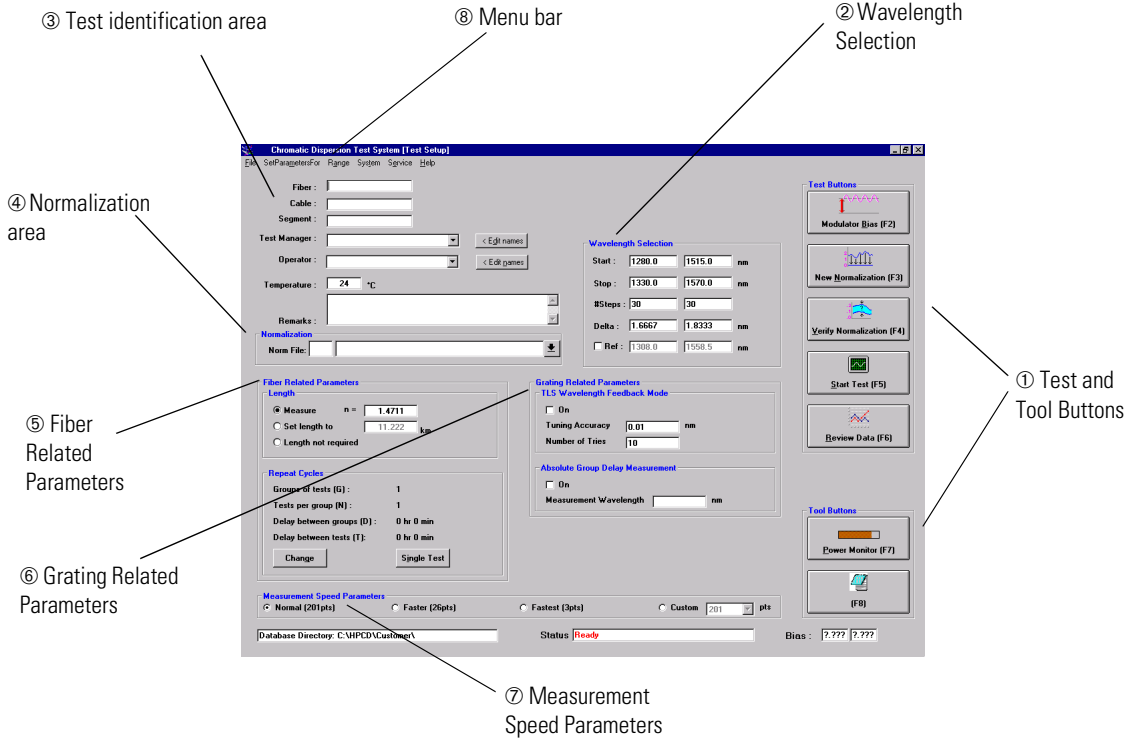 ③ Test identification area
⑧ Menu bar
② Wavelength
Selection
④ Normalization
area
⑤ Fiber
Related
Parameters
⑥ Grating Related
Parameters
① Test and
Tool Buttons
⑦ Measurement
Speed Parameters
Chromatic Dispersion Test System [Test Setup]
File SetParametersFor Range System Service Help
Fiber :
Cable :
Segment :
Test Manager : < Edit names
Operator : < Edit names
Temperature : 24 °C
Remarks :
Normalization
Norm File:
Wavelength Selection
Start : 1280.0 1515.0 nm
Stop : 1330.0 1570.0 nm
#Steps : 30 30
Delta : 1.6667 1.8333 nm
Ref : 1308.0 1558.5 nm
Fiber Related Parameters
Length
Measure n = 1.4711
Set length to 11.222 km
Length not required
Repeat Cycles
Groups of tests (G) : 1
Tests per group (N) : 1
Delay between groups (D) : 0 hr 0 min
Delay between tests (T): 0 hr 0 min
Change Single Test
Grating Related Parameters
TLS Wavelength Feedback Mode
On
Tuning Accuracy 0.01 nm
Number of Tries 10
Absolute Group Delay Measurement
On
Measurement Wavelength nm
Measurement Speed Parameters
Normal (201pts) Faster (26pts) Fastest (3pts) Custom 201 pts
Database Directory: C:\HPCD\Customer\ Status Ready Bias : ?.??? ?.???
Test Buttons
Modulator Bias (F2)
New Normalization (F3)
Verify Normalization (F4)
Start Test (F5)
Review Data (F6)
Tool Buttons
Power Monitor (F7)
(F8)